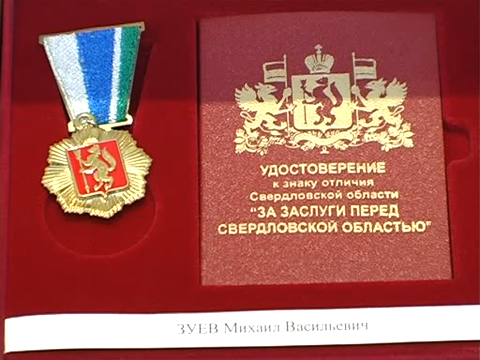 УДОСТОВЕРЕНИЕ
к знаку отличия
Свердловской области
"ЗА ЗАСЛУГИ ПЕРЕД
СВЕРДЛОВСКОЙ ОБЛАСТЬЮ"
ЗУЕВ Михаил Васильевич